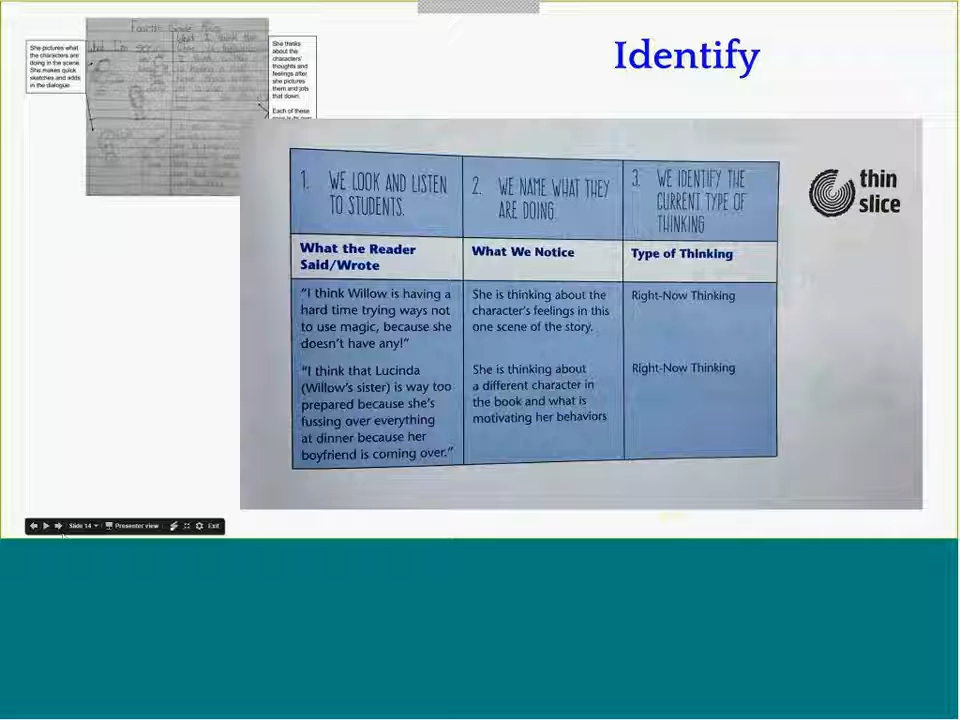 Identify
She pictures what
the characters are
doing in the scene.
She makes quick
sketches and adds
in the dialogue.
Fourth Grade
She thinks
about the
characters'
thoughts and
feelings after
she pictures
them and jots
that down.
Each of these
1. WE LOOK AND LISTEN
TO STUDENTS.
2. WE NAME WHAT THEY
ARE DOING.
3. WE IDENTIFY THE
CURRENT TYPE OF
THINKING
What the Reader
Said/Wrote
What We Notice
Type of Thinking
"I think Willow is having a
hard time trying ways not
to use magic, because she
doesn't have any!"
She is thinking about the
character's feelings in this
one scene of the story.
Right-Now Thinking
"I think that Lucinda
(Willow's sister) is way too
prepared because she's
fussing over everything
at dinner because her
boyfriend is coming over."
She is thinking about
a different character in
the book and what is
motivating her behaviors
Right-Now Thinking
thin
slice
Slide 14
Presenter view
Exit